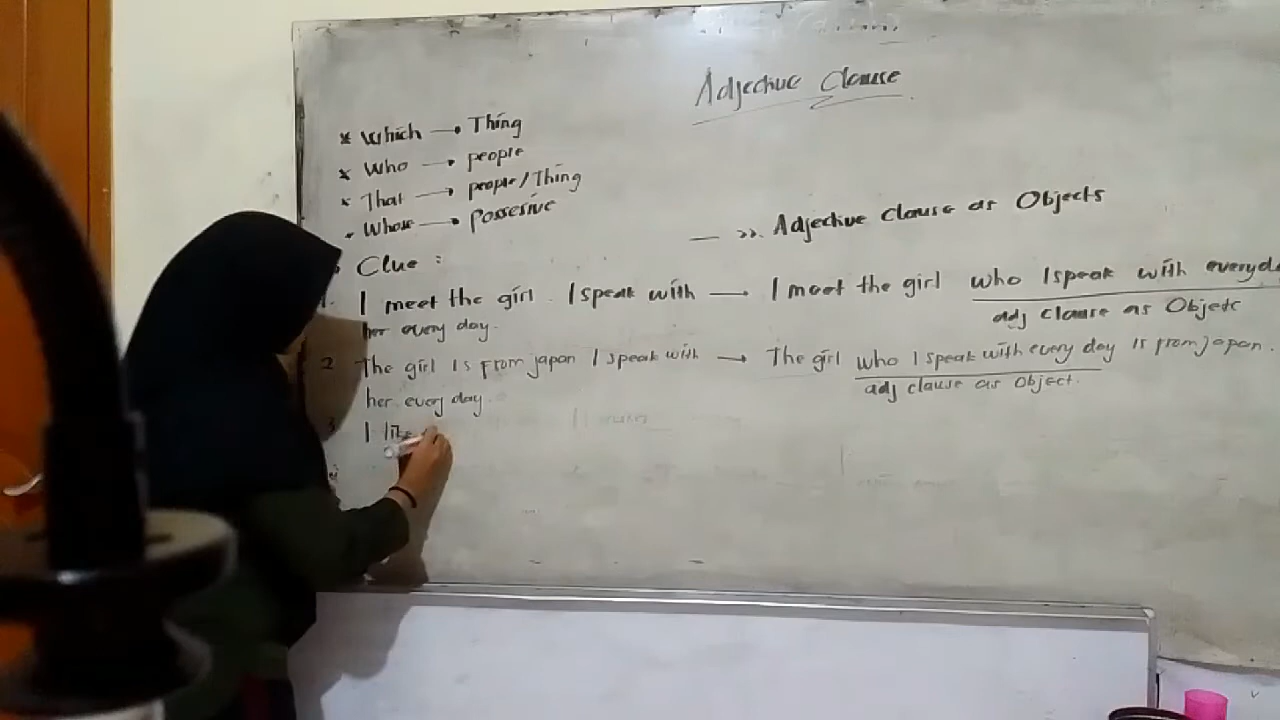 Adjective Clause
* Which → Thing
* Who → people
* That → people/Thing
* Whose → Possesive
— >>. Adjective Clause as Objects
Clue :
1. I meet the girl. I speak with → I meet the girl who I speak with everyda
her every day. adj Clause as Objetc
2 The girl is from japan I speak with → The girl who I speak with every day is from japan.
her every day. adj clause as Object.
3 I like